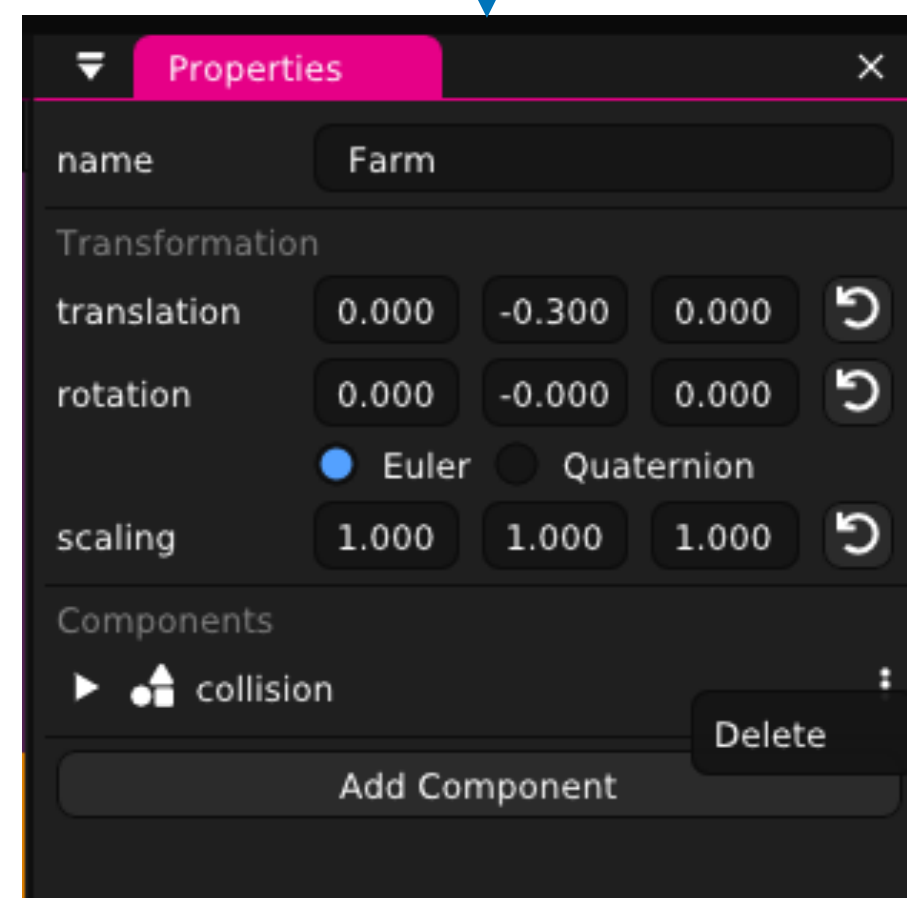 Properties
name Farm
Transformation
translation 0.000 -0.300 0.000
rotation 0.000 -0.000 0.000
Euler Quaternion
scaling 1.000 1.000 1.000
Components
collision
Delete
Add Component